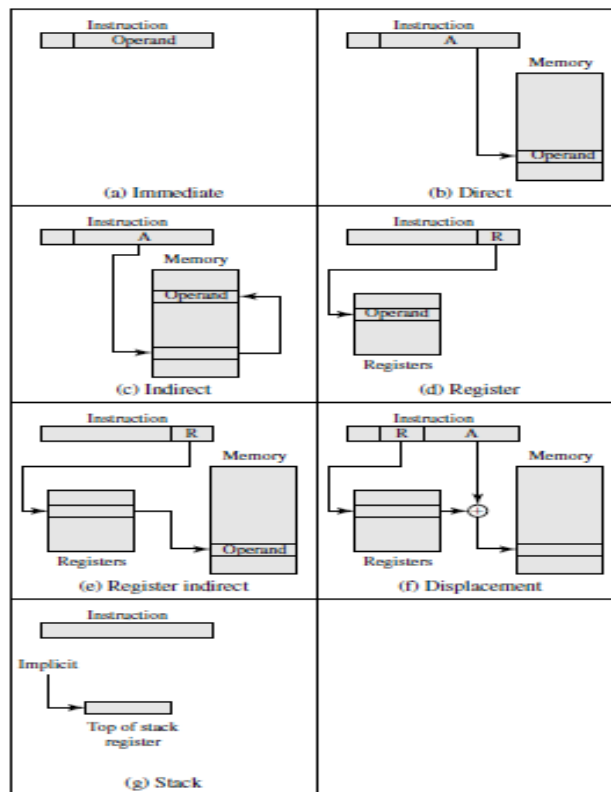 Instruction
Operand
(a) Immediate
Instruction
A
Memory
Operand
(b) Direct
Instruction
A
Memory
Operand
(c) Indirect
Instruction
R
Operand
Registers
(d) Register
Instruction
R
Memory
Registers
Operand
(e) Register indirect
Instruction
R A
Memory
+
Registers
(f) Displacement
Instruction
Implicit
Top of stack
register
(g) Stack